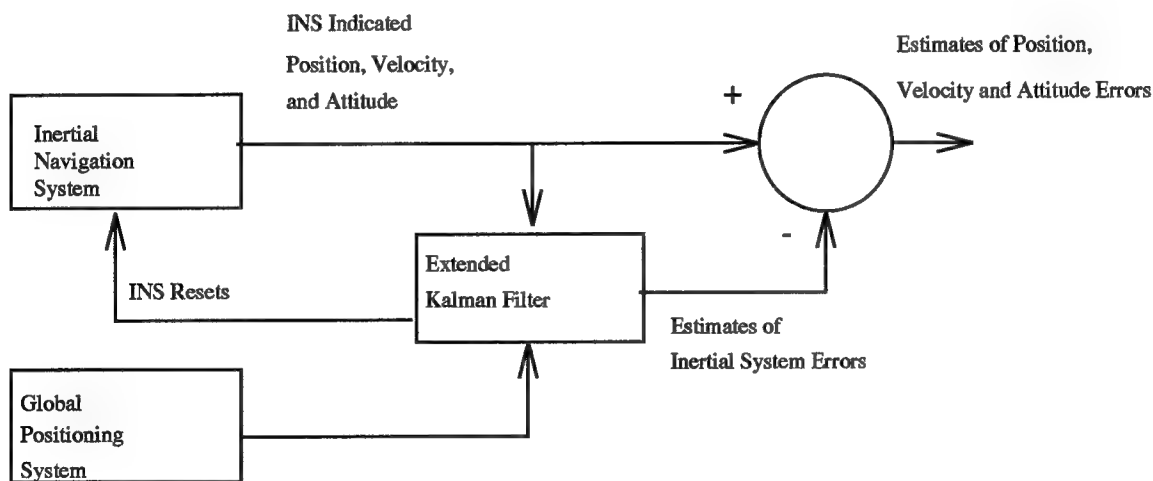 INS Indicated
Position, Velocity,
and Attitude
Estimates of Position,
Velocity and Attitude Errors
+
Inertial
Navigation
System
-
Extended
Kalman Filter
INS Resets
Estimates of
Inertial System Errors
Global
Positioning
System